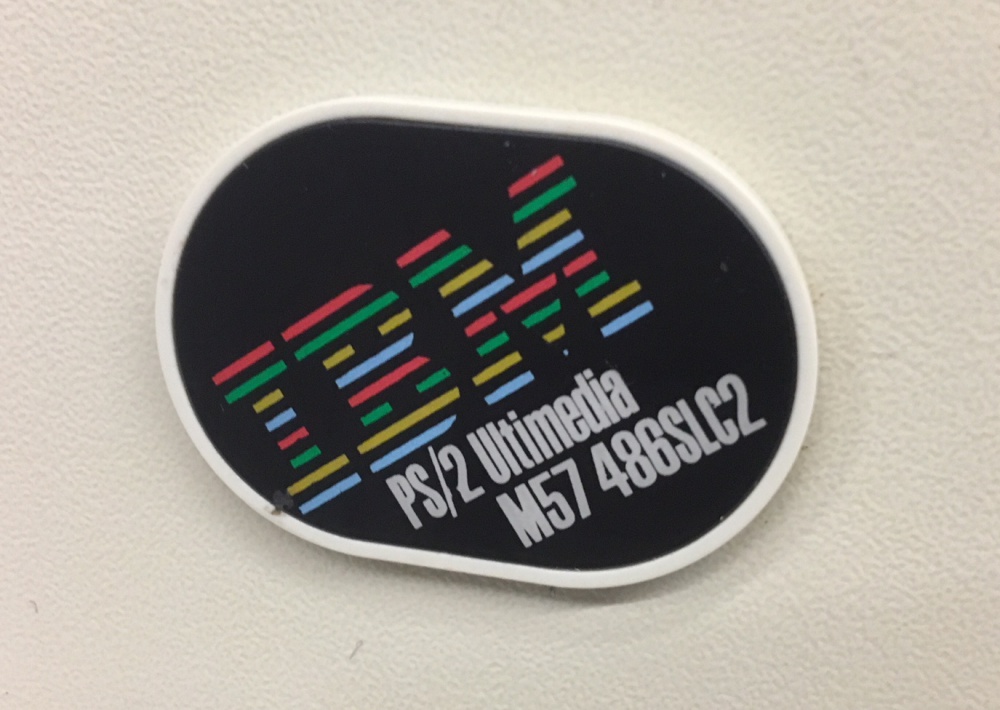 IBM
PS/2 Ultimedia
M57 486SLC2